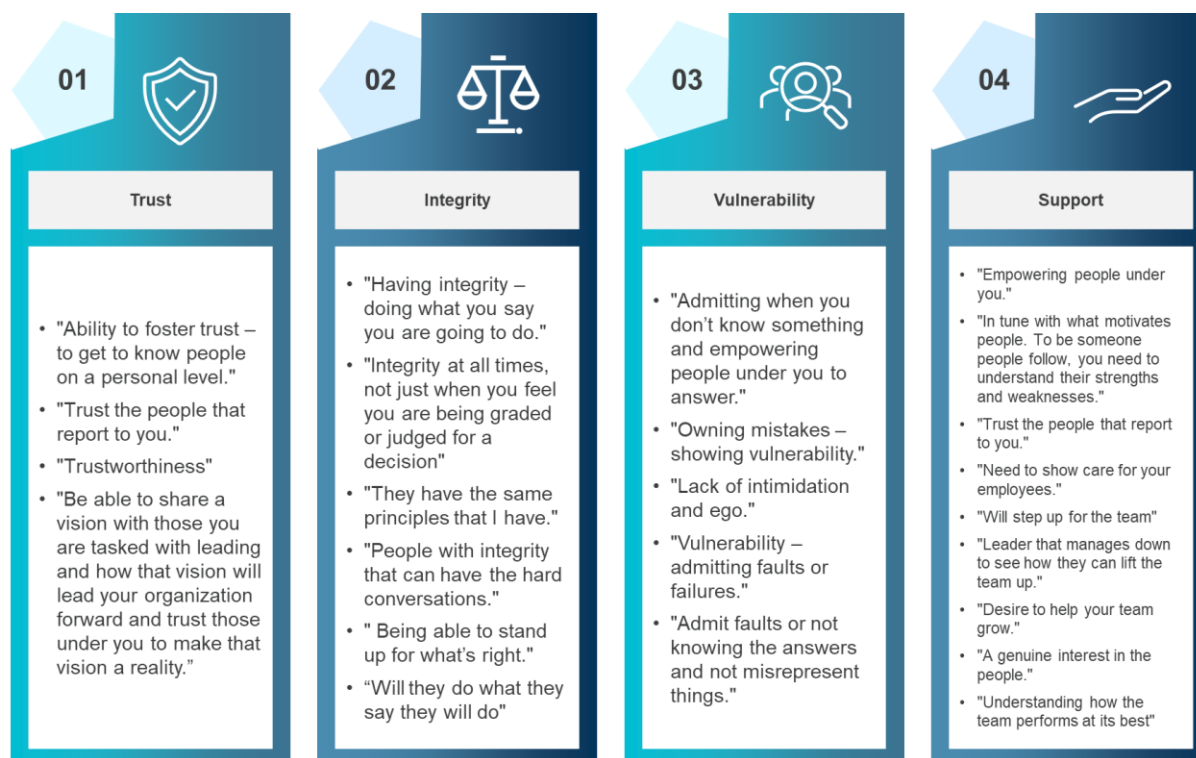 01
Trust
• "Ability to foster trust –
to get to know people
on a personal level."
• "Trust the people that
report to you."
• "Trustworthiness"
• "Be able to share a
vision with those you
are tasked with leading
and how that vision will
lead your organization
forward and trust those
under you to make that
vision a reality.”
02
Integrity
• "Having integrity –
doing what you say
you are going to do."
• "Integrity at all times,
not just when you feel
you are being graded
or judged for a
decision"
• "They have the same
principles that I have."
• "People with integrity
that can have the hard
conversations."
• " Being able to stand
up for what’s right."
• “Will they do what they
say they will do"
03
Vulnerability
• "Admitting when you
don’t know something
and empowering
people under you to
answer."
• "Owning mistakes –
showing vulnerability."
• "Lack of intimidation
and ego."
• "Vulnerability –
admitting faults or
failures."
• "Admit faults or not
knowing the answers
and not misrepresent
things."
04
Support
• "Empowering people under
you."
• "In tune with what motivates
people. To be someone
people follow, you need to
understand their strengths
and weaknesses."
• "Trust the people that report
to you."
• "Need to show care for your
employees."
• "Will step up for the team"
• "Leader that manages down
to see how they can lift the
team up."
• "Desire to help your team
grow."
• "A genuine interest in the
people."
• "Understanding how the
team performs at its best"